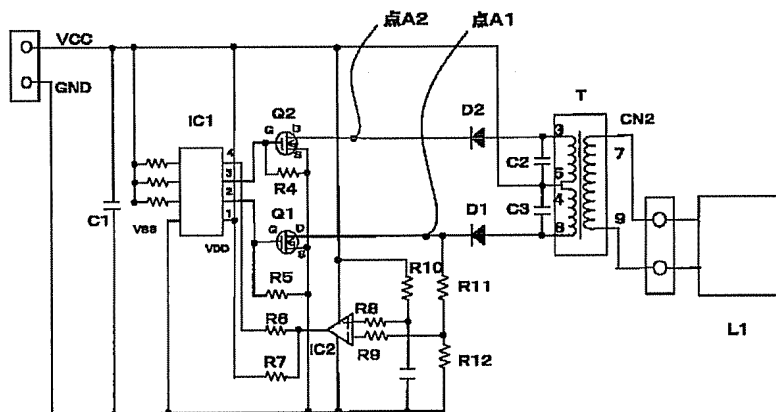 点A2
点A1
VCC
GND
IC1
Q2
G
D
S
D2
T
CN2
3
7
4
3
2
1
R4
C2
5
4
C3
C1
Q1
G
D
S
D1
8
9
VSS
VDD
R5
R10
R11
R8
R6
IC2
R9
R12
R7
L1